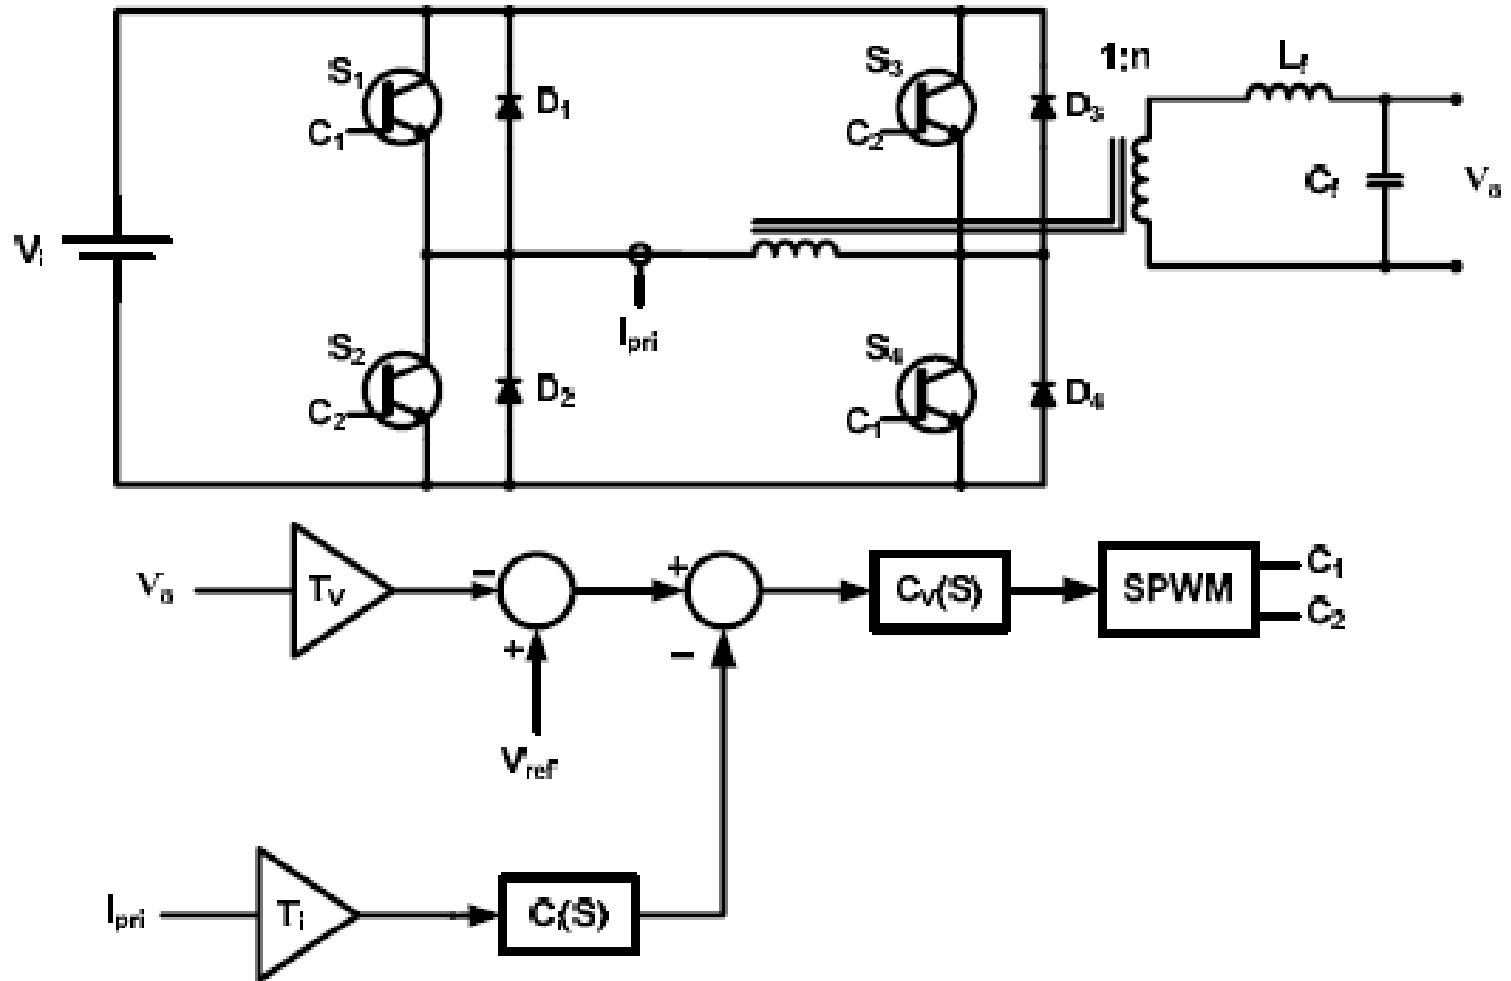 S1
D1
S3
D3
1:n
Lf
C1
C2
Cf
Vo
Vi
Ipri
S2
D2
S4
D4
C2
C1
Vo
Tv
−
+
Vref
+
−
Cv(S)
SPWM
C1
C2
Ipri
Ti
Ci(S)